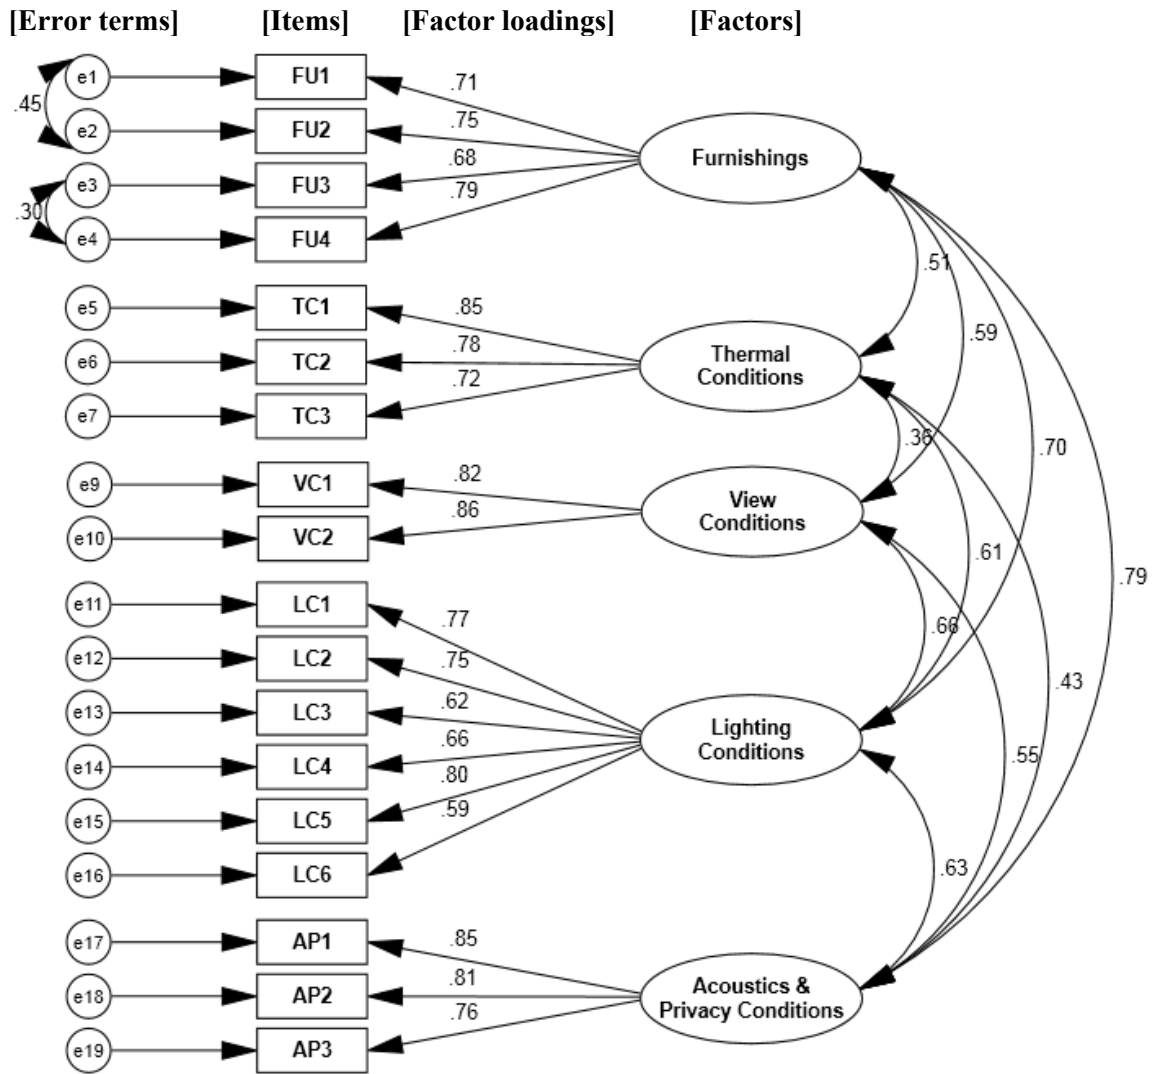 [Error terms] [Items] [Factor loadings] [Factors]
e1 FU1 .71
.45
e2 FU2 .75 Furnishings
e3 FU3 .68
.30
e4 FU4 .79
.51
e5 TC1 .85
.59
e6 TC2 .78 Thermal
Conditions
e7 TC3 .72
.36
.70
e9 VC1 .82 View
Conditions
e10 VC2 .86
.61
.79
e11 LC1 .77
.66
e12 LC2 .75
.43
e13 LC3 .62 Lighting
Conditions
.55
e14 LC4 .66
e15 LC5 .80
e16 LC6 .59
.63
e17 AP1 .85
e18 AP2 .81 Acoustics &
Privacy Conditions
e19 AP3 .76